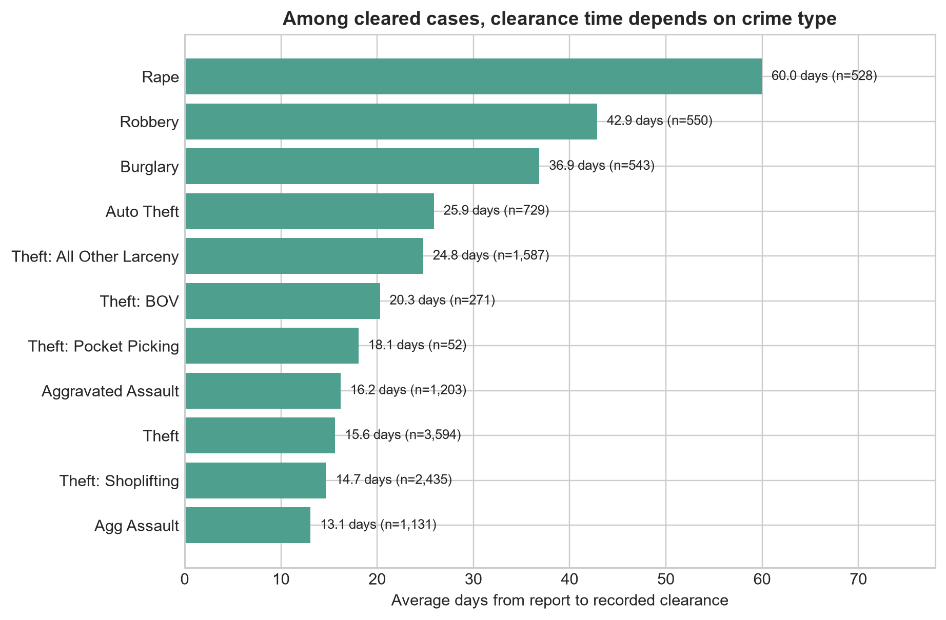 Among cleared cases, clearance time depends on crime type
Rape 60.0 days (n=528)
Robbery 42.9 days (n=550)
Burglary 36.9 days (n=543)
Auto Theft 25.9 days (n=729)
Theft: All Other Larceny 24.8 days (n=1,587)
Theft: BOV 20.3 days (n=271)
Theft: Pocket Picking 18.1 days (n=52)
Aggravated Assault 16.2 days (n=1,203)
Theft 15.6 days (n=3,594)
Theft: Shoplifting 14.7 days (n=2,435)
Agg Assault 13.1 days (n=1,131)
0 10 20 30 40 50 60 70
Average days from report to recorded clearance